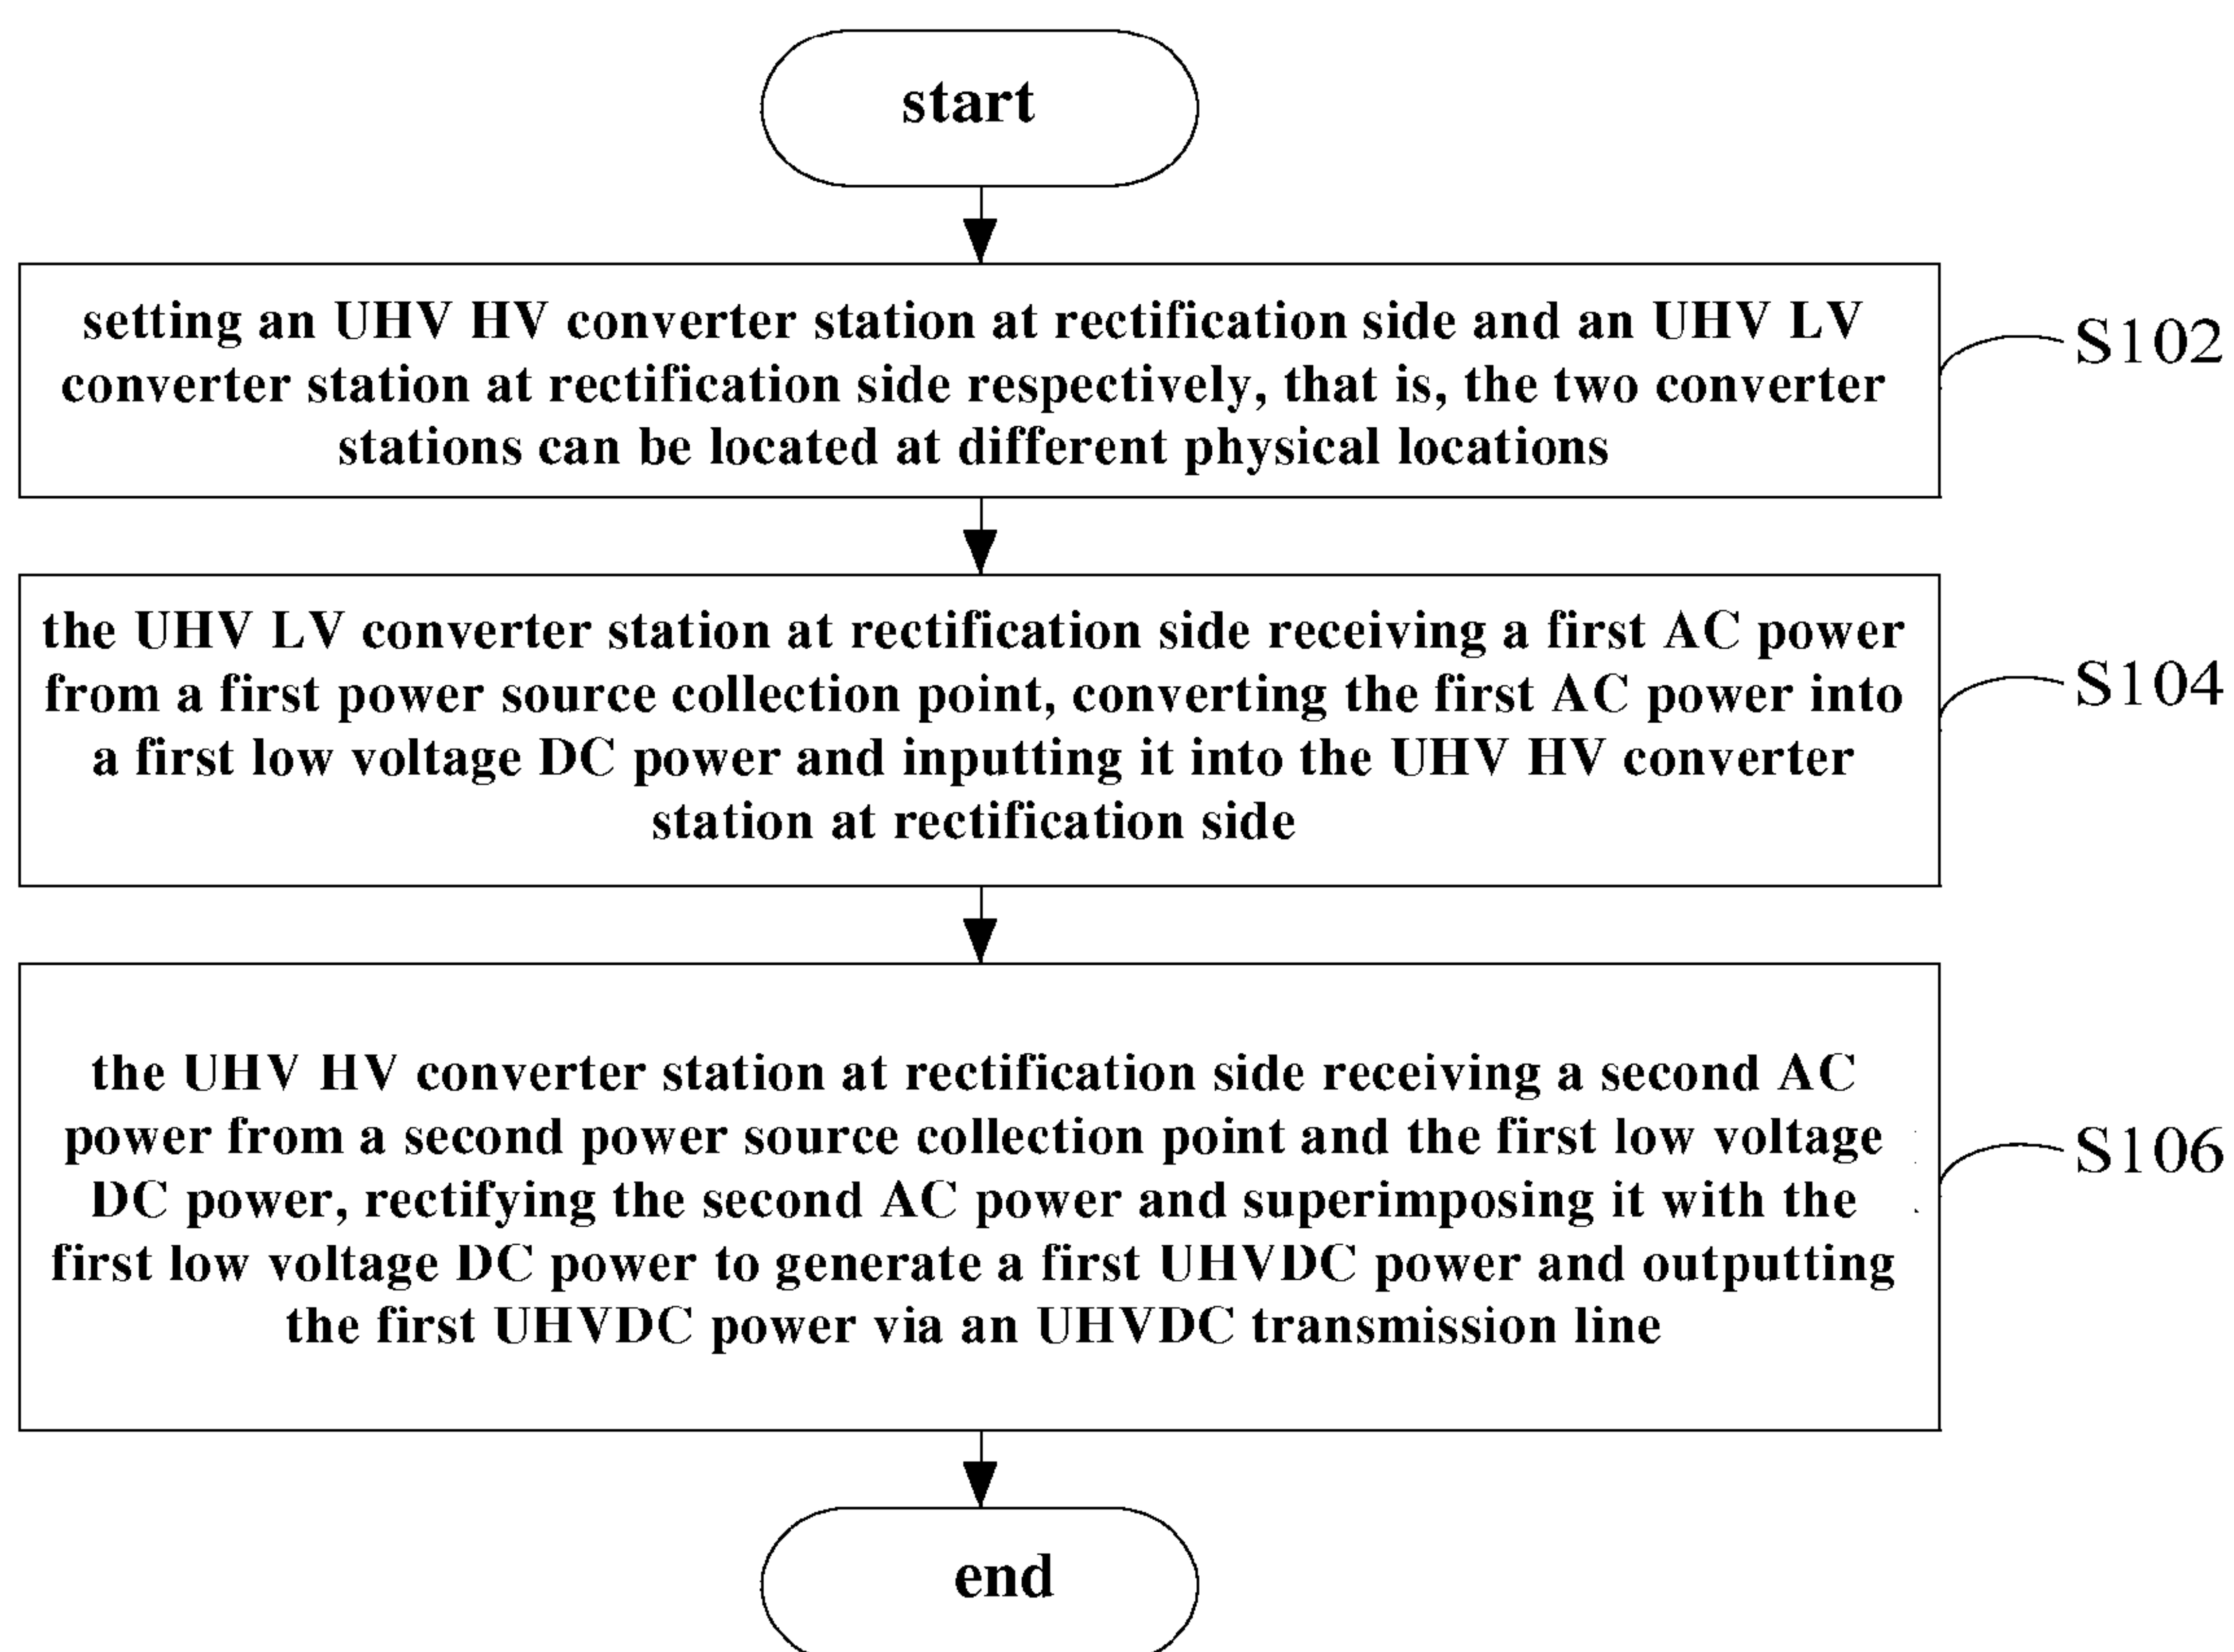 start
setting an UHV HV converter station at rectification side and an UHV LV
converter station at rectification side respectively, that is, the two converter
stations can be located at different physical locations
S102
the UHV LV converter station at rectification side receiving a first AC power
from a first power source collection point, converting the first AC power into
a first low voltage DC power and inputting it into the UHV HV converter
station at rectification side
S104
the UHV HV converter station at rectification side receiving a second AC
power from a second power source collection point and the first low voltage
DC power, rectifying the second AC power and superimposing it with the
first low voltage DC power to generate a first UHVDC power and outputting
the first UHVDC power via an UHVDC transmission line
S106
end